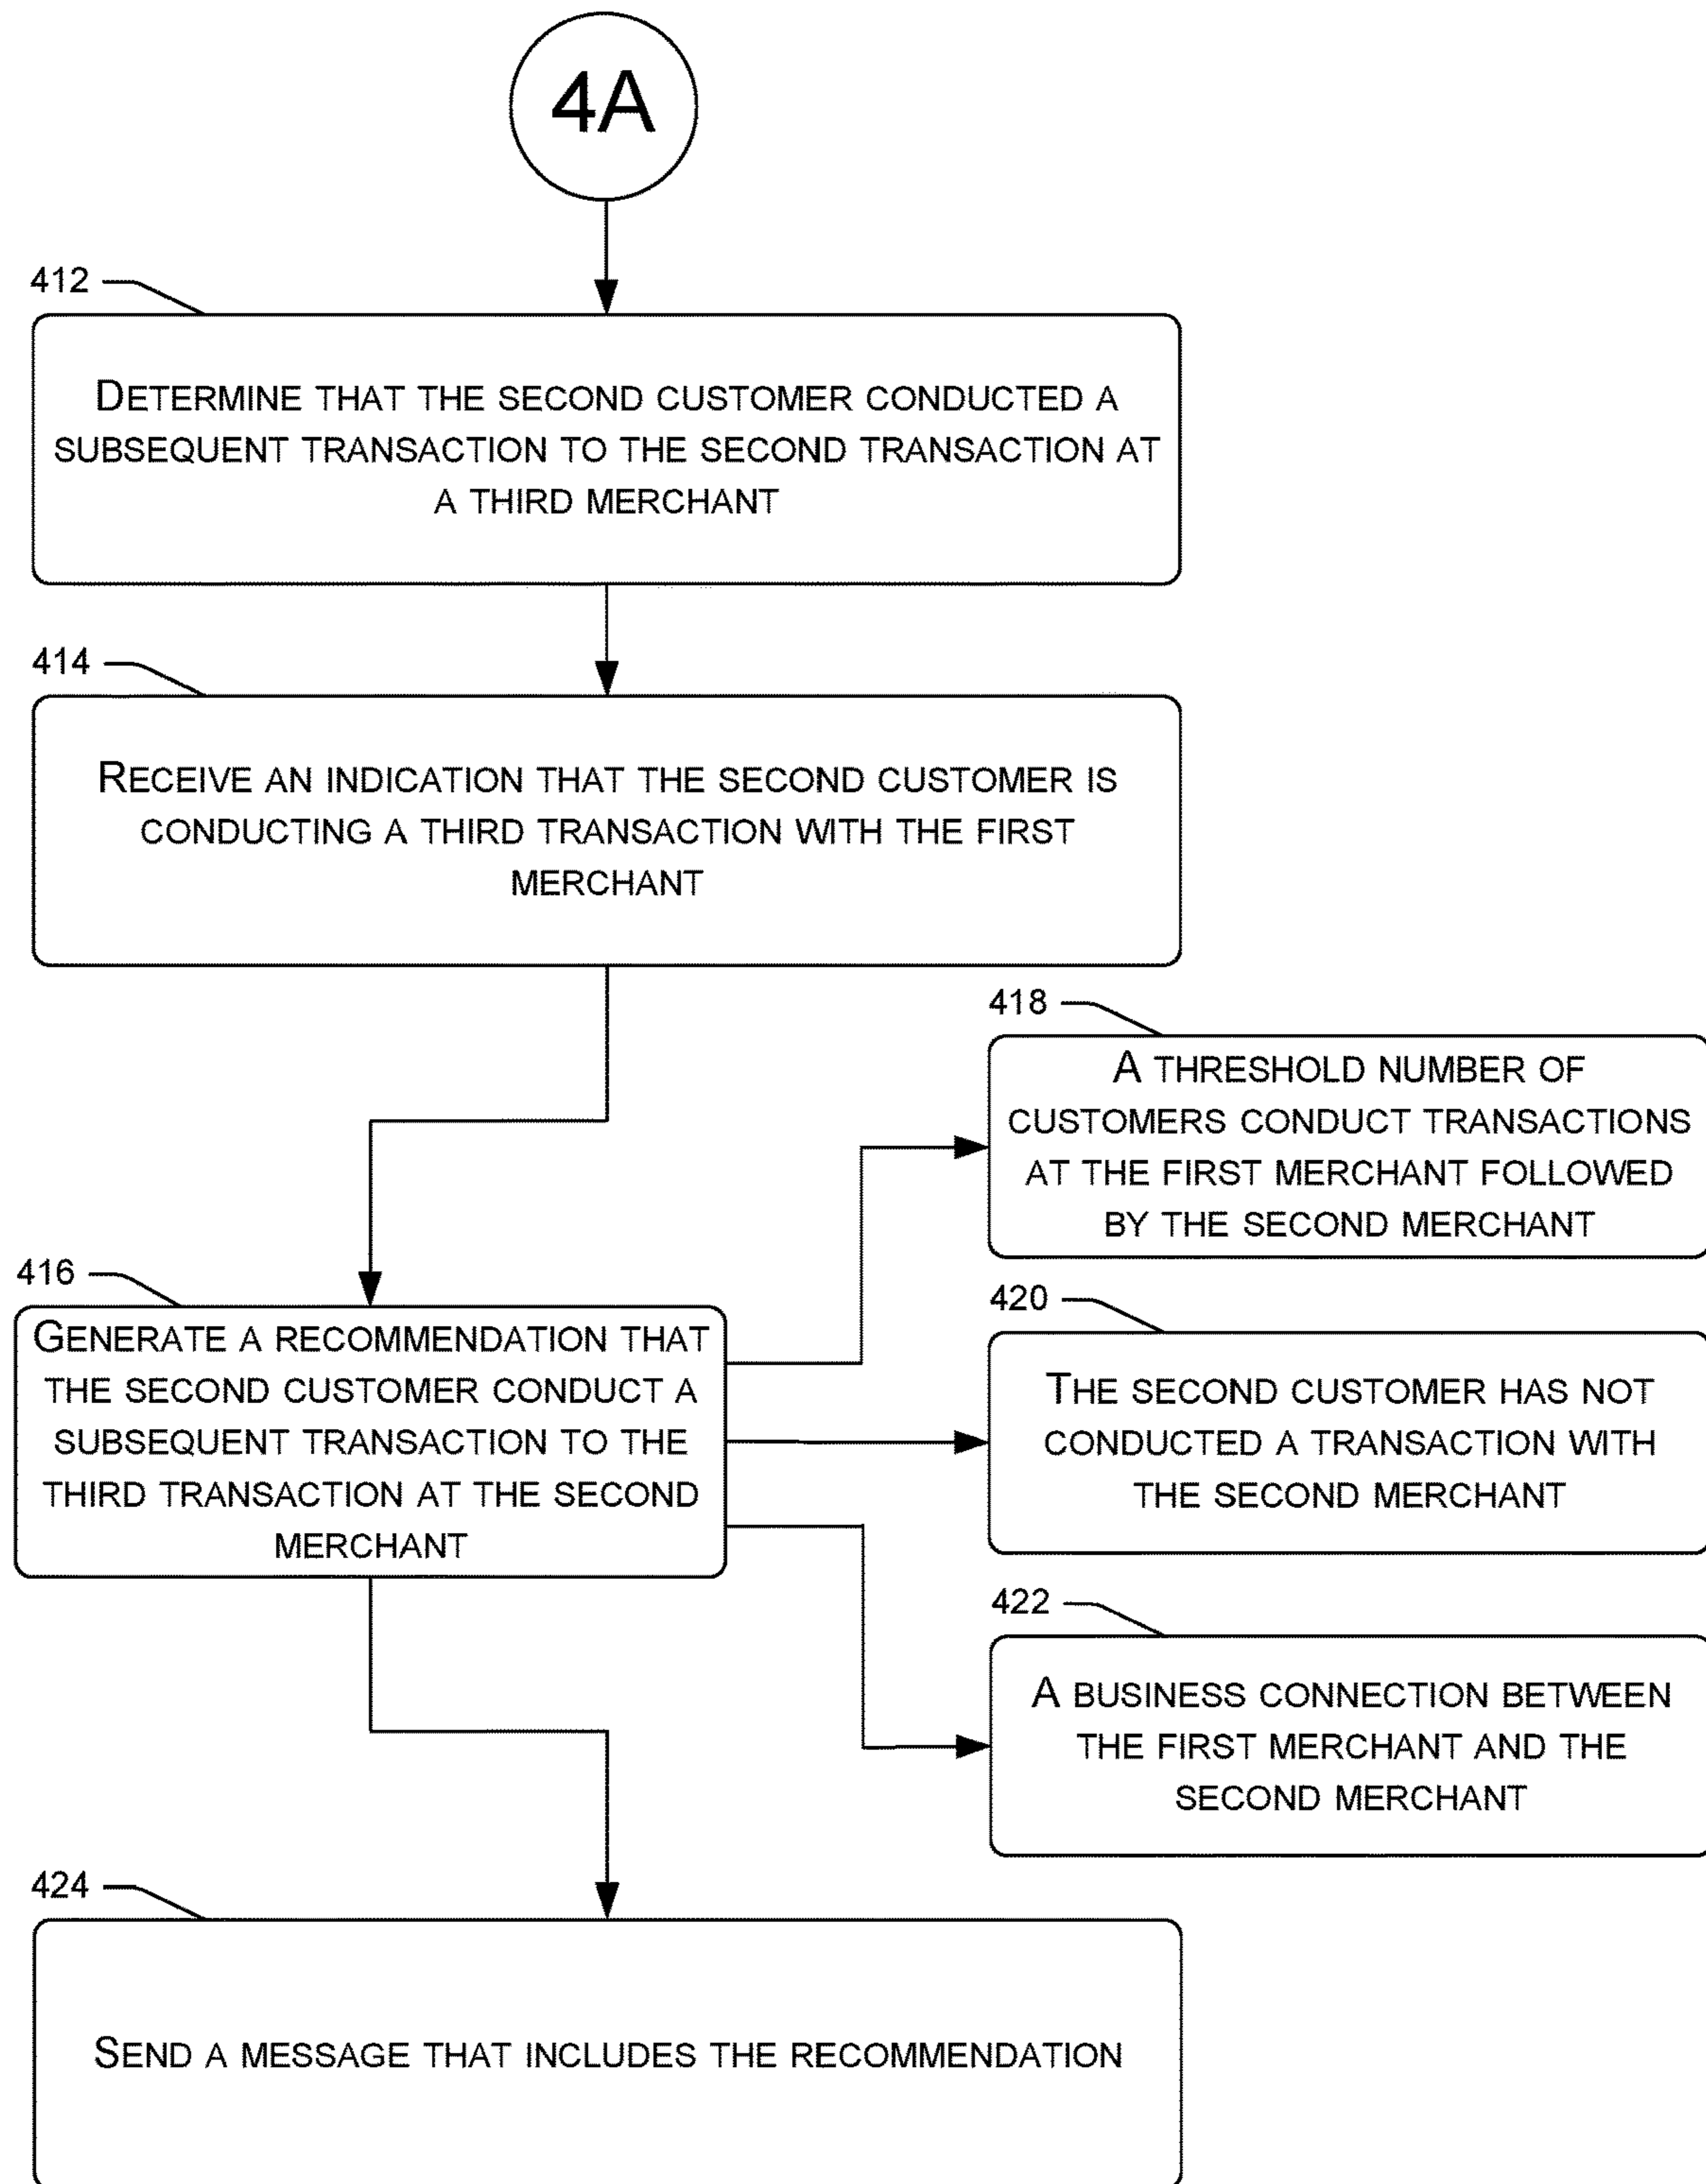 4A
412
DETERMINE THAT THE SECOND CUSTOMER CONDUCTED A
SUBSEQUENT TRANSACTION TO THE SECOND TRANSACTION AT
A THIRD MERCHANT
414
RECEIVE AN INDICATION THAT THE SECOND CUSTOMER IS
CONDUCTING A THIRD TRANSACTION WITH THE FIRST
MERCHANT
416
GENERATE A RECOMMENDATION THAT
THE SECOND CUSTOMER CONDUCT A
SUBSEQUENT TRANSACTION TO THE
THIRD TRANSACTION AT THE SECOND
MERCHANT
418
A THRESHOLD NUMBER OF
CUSTOMERS CONDUCT TRANSACTIONS
AT THE FIRST MERCHANT FOLLOWED
BY THE SECOND MERCHANT
420
THE SECOND CUSTOMER HAS NOT
CONDUCTED A TRANSACTION WITH
THE SECOND MERCHANT
422
A BUSINESS CONNECTION BETWEEN
THE FIRST MERCHANT AND THE
SECOND MERCHANT
424
SEND A MESSAGE THAT INCLUDES THE RECOMMENDATION